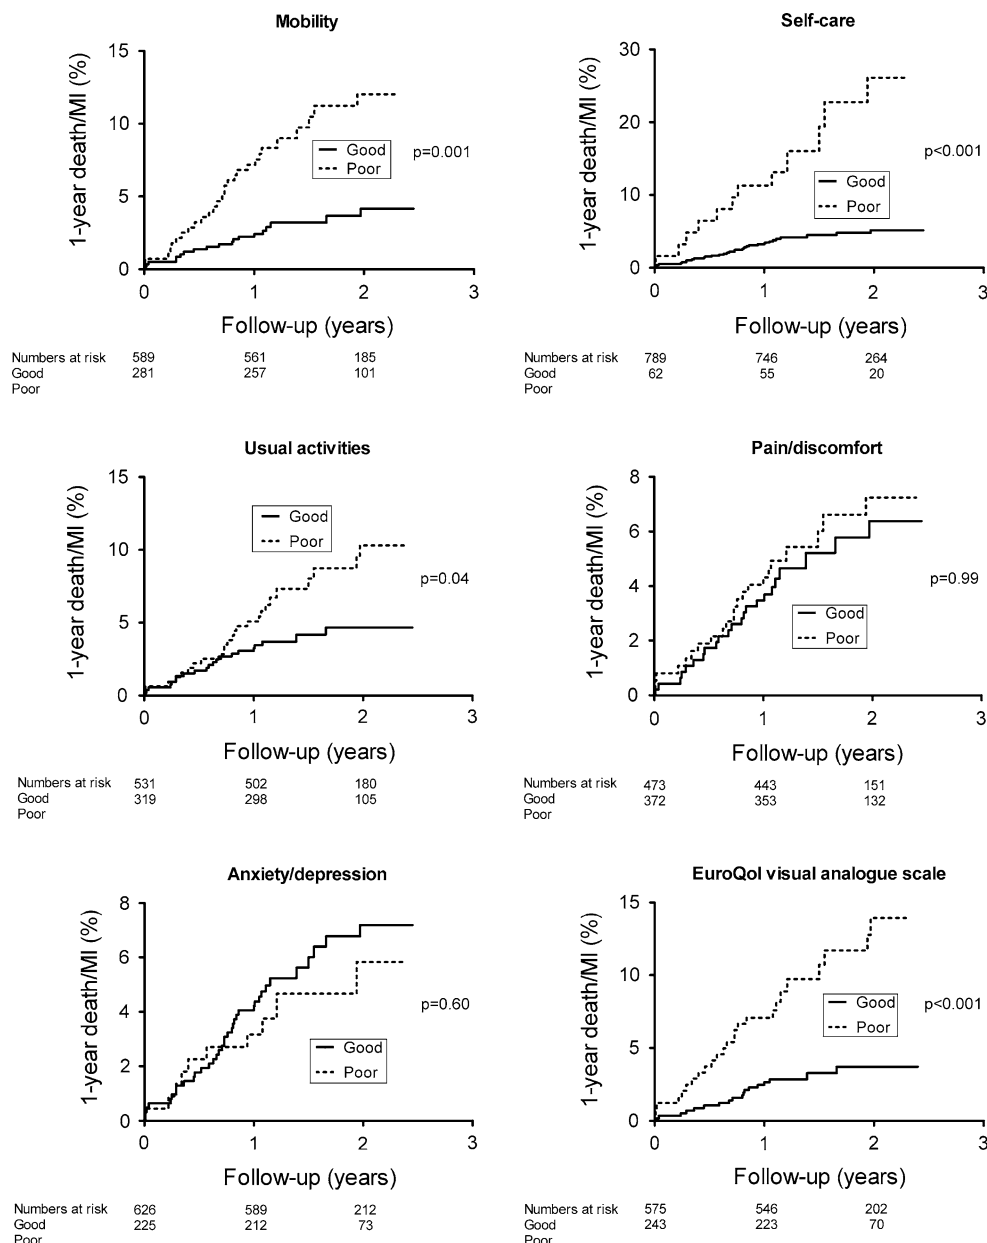 Mobility
15
10
5
0
1-year death/MI (%)
Good
Poor
p=0.001
0 1 2 3
Follow-up (years)
Numbers at risk 589 561 185
Good 281 257 101
Poor
Self-care
30
20
10
0
1-year death/MI (%)
Good
Poor
p<0.001
0 1 2 3
Follow-up (years)
Numbers at risk 789 746 264
Good 62 55 20
Poor
Usual activities
15
10
5
0
1-year death/MI (%)
Good
Poor
p=0.04
0 1 2 3
Follow-up (years)
Numbers at risk 531 502 180
Good 319 298 105
Poor
Pain/discomfort
8
6
4
2
0
1-year death/MI (%)
Good
Poor
p=0.99
0 1 2 3
Follow-up (years)
Numbers at risk 473 443 151
Good 372 353 132
Poor
Anxiety/depression
8
6
4
2
0
1-year death/MI (%)
Good
Poor
p=0.60
0 1 2 3
Follow-up (years)
Numbers at risk 626 589 212
Good 225 212 73
Poor
EuroQol visual analogue scale
15
10
5
0
1-year death/MI (%)
Good
Poor
p<0.001
0 1 2 3
Follow-up (years)
Numbers at risk 575 546 202
Good 243 223 70
Poor